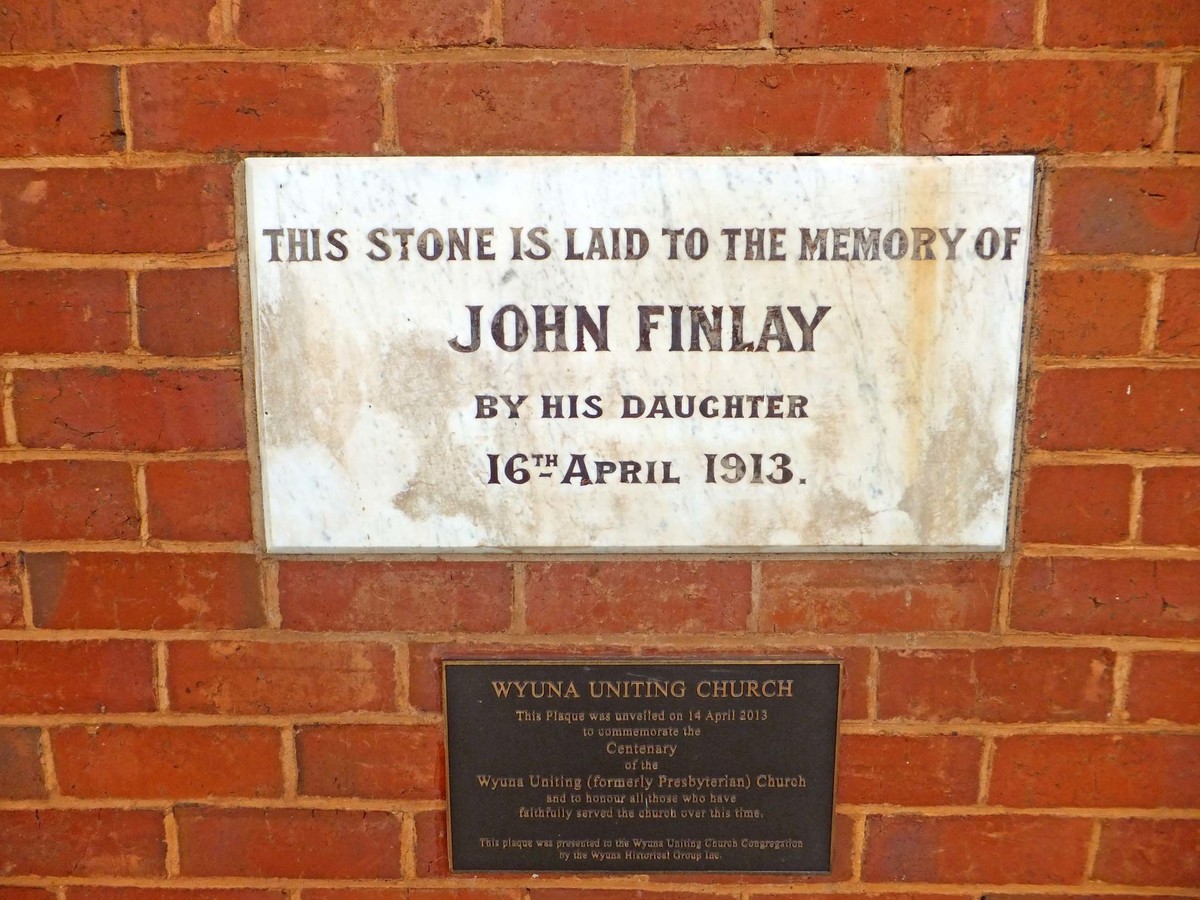 THIS STONE IS LAID TO THE MEMORY OF
JOHN FINLAY
BY HIS DAUGHTER
16TH APRIL 1913.
WYUNA UNITING CHURCH
This Plaque was unveiled on 14 April 2013
to commemorate the
Centenary
of the
Wyuna Uniting (formerly Presbyterian) Church
and to honour all those who have
faithfully served the church over this time.
This plaque was presented to the Wyuna Uniting Church Congregation
by the Wyuna Historical Group Inc.